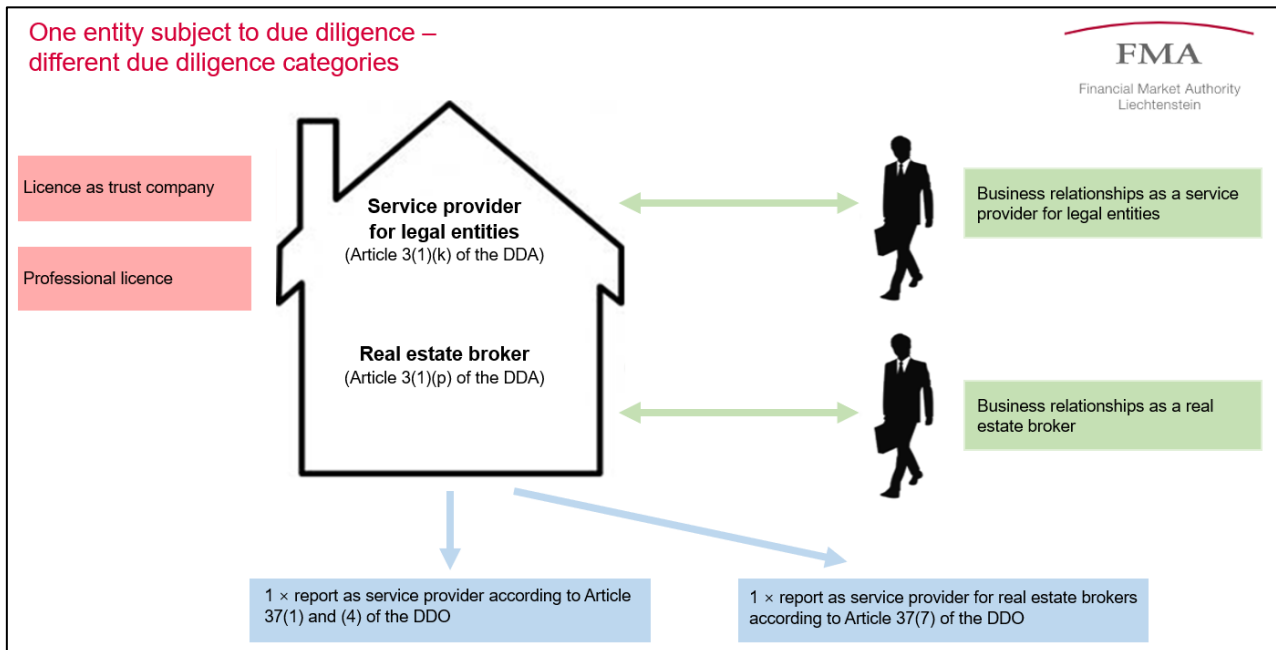 One entity subject to due diligence –
different due diligence categories
FMA
Financial Market Authority
Liechtenstein
Licence as trust company
Professional licence
Service provider
for legal entities
(Article 3(1)(k) of the DDA)
Real estate broker
(Article 3(1)(p) of the DDA)
Business relationships as a service
provider for legal entities
Business relationships as a real
estate broker
1 × report as service provider according to Article
37(1) and (4) of the DDO
1 × report as service provider for real estate brokers
according to Article 37(7) of the DDO